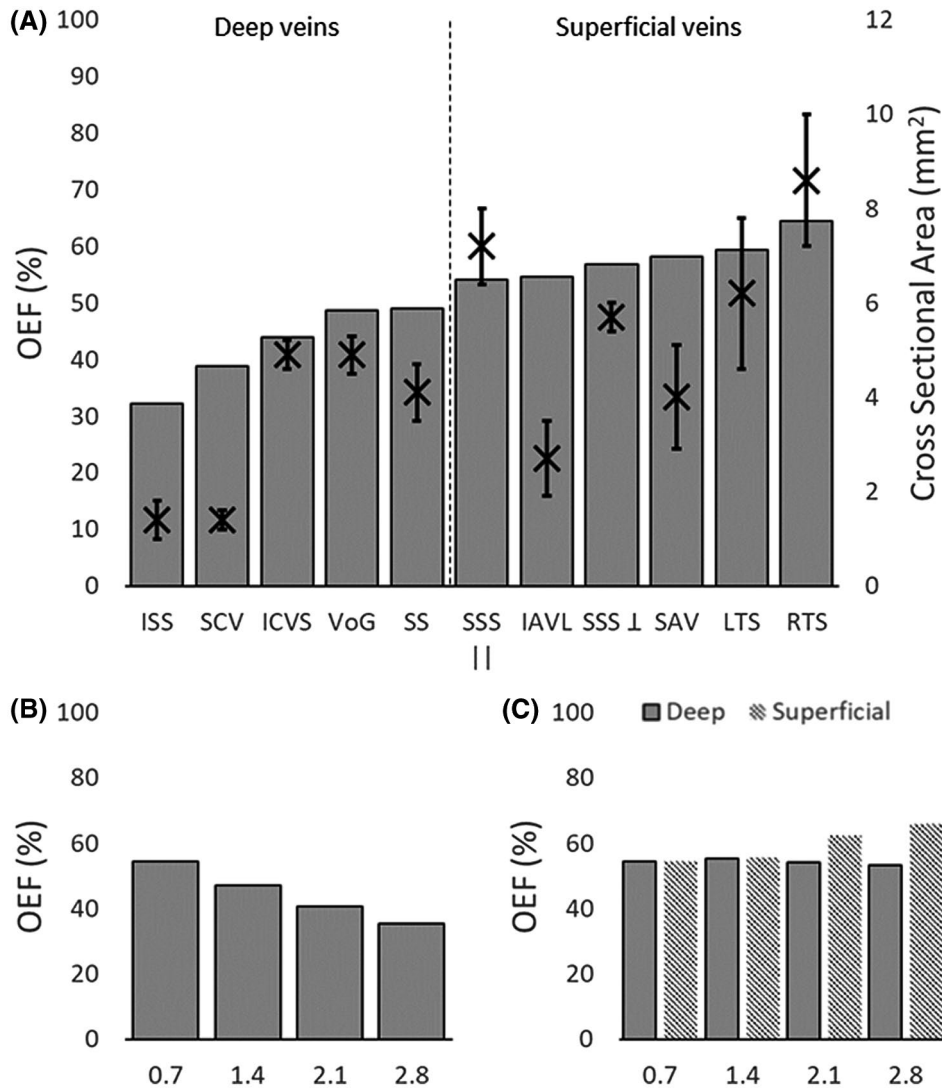 (A) 100 Deep veins Superficial veins 12
90
80 10
70
60 8
50 6
40
30 4
20
10 2
0 0
OEF (%)
Cross Sectional Area (mm²)
ISS SCV ICVS VoG SS SSS IAVL SSS ⊥ SAV LTS RTS
||
(B) 100
80
60
40
20
0
OEF (%)
0.7 1.4 2.1 2.8
(C) 100 Deep Superficial
80
60
40
20
0
OEF (%)
0.7 1.4 2.1 2.8